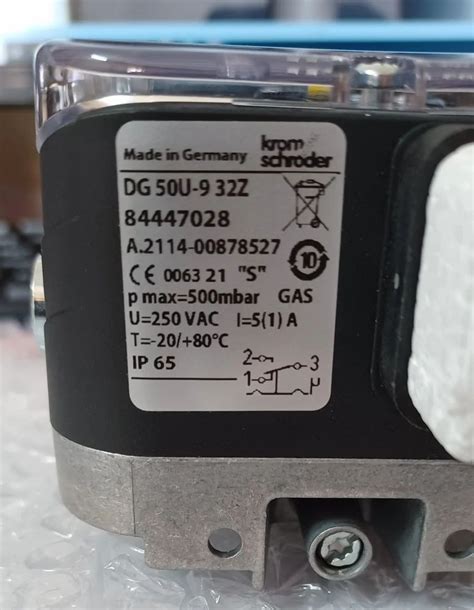 krom
schroder
Made in Germany
DG 50U-9 32Z
84447028
A.2114-00878527
10
CE 0063 21 "S"
p max=500mbar GAS
U=250 VAC I=5(1) A
T=-20/+80°C
IP 65
2
3
1
p